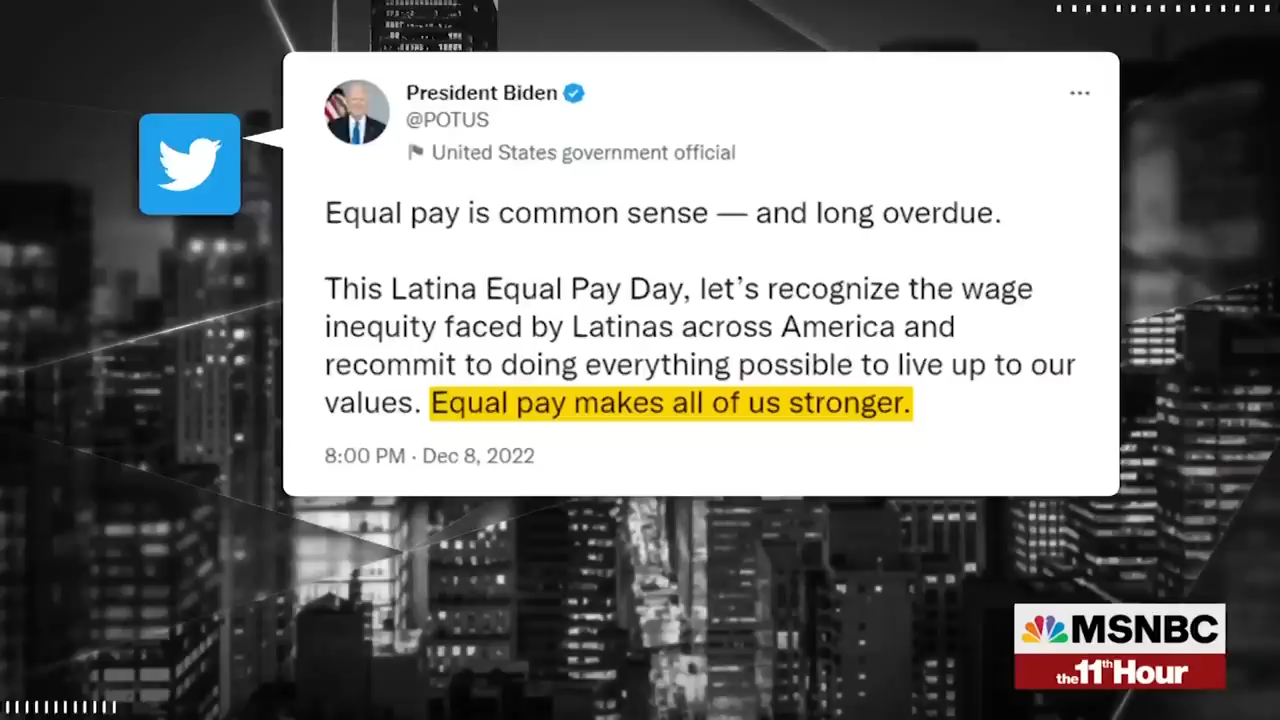 President Biden
@POTUS
United States government official
Equal pay is common sense — and long overdue.
This Latina Equal Pay Day, let’s recognize the wage
inequity faced by Latinas across America and
recommit to doing everything possible to live up to our
values. Equal pay makes all of us stronger.
8:00 PM · Dec 8, 2022
MSNBC
the 11th Hour